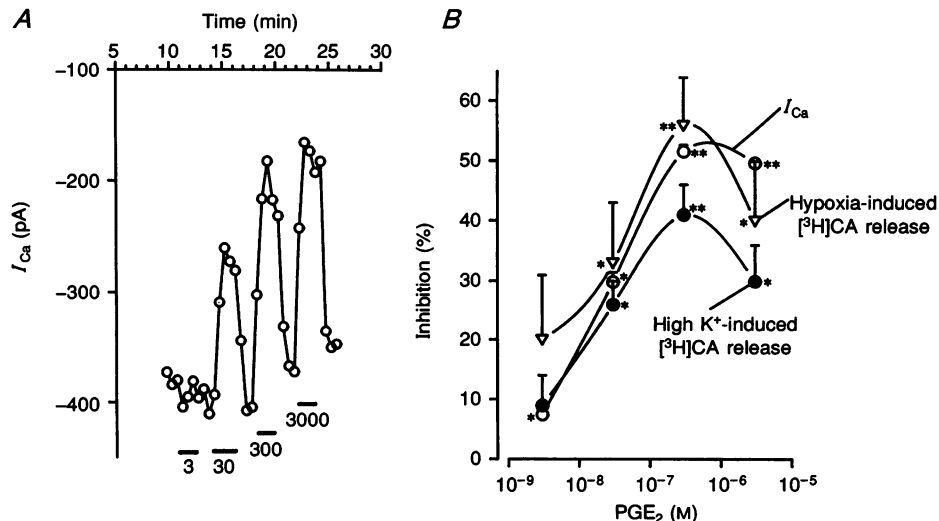 A
Time (min)
5 10 15 20 25 30
−100
−200
−300
−400
I_Ca (pA)
3
30
300
3000
B
60
50
40
30
20
10
0
Inhibition (%)
I_Ca
**
**
**
**
*
*
*
*
*
*
Hypoxia-induced
[³H]CA release
High K⁺-induced
[³H]CA release
10⁻⁹ 10⁻⁸ 10⁻⁷ 10⁻⁶ 10⁻⁵
PGE₂ (M)